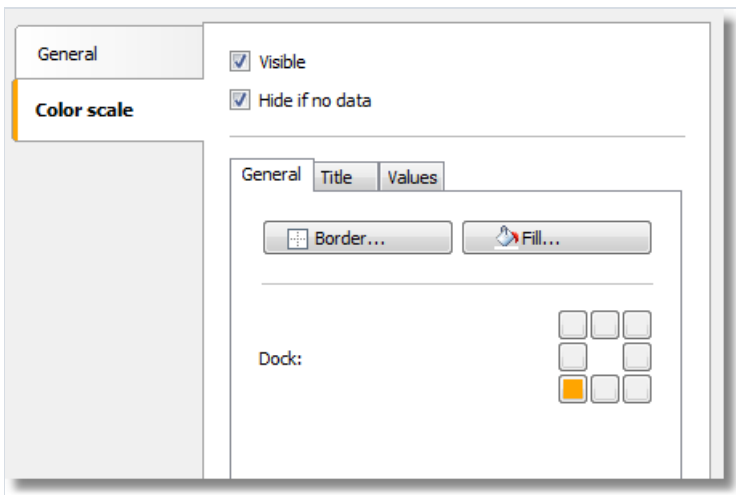 General
Color scale
Visible
Hide if no data
General Title Values
Border... Fill...
Dock: